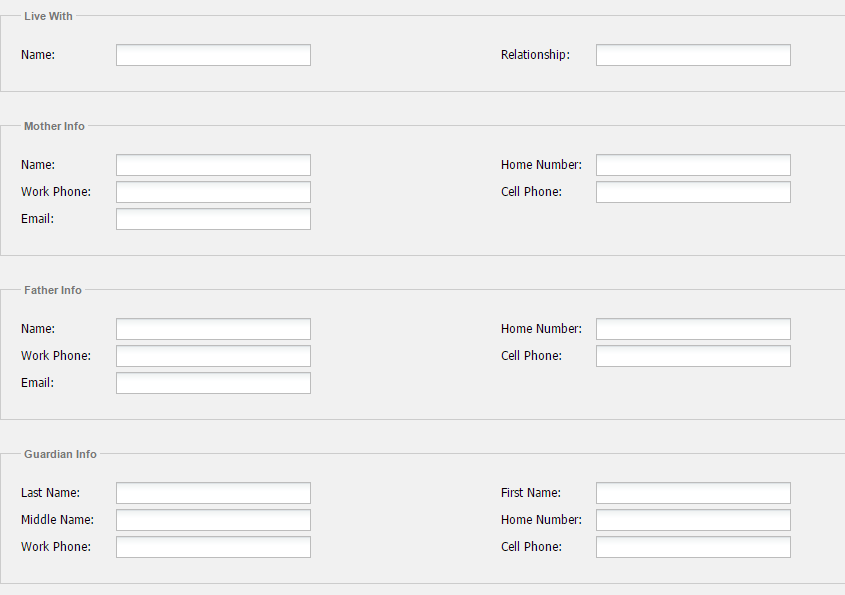 Live With
Name: Relationship:
Mother Info
Name: Home Number:
Work Phone: Cell Phone:
Email:
Father Info
Name: Home Number:
Work Phone: Cell Phone:
Email:
Guardian Info
Last Name: First Name:
Middle Name: Home Number:
Work Phone: Cell Phone: